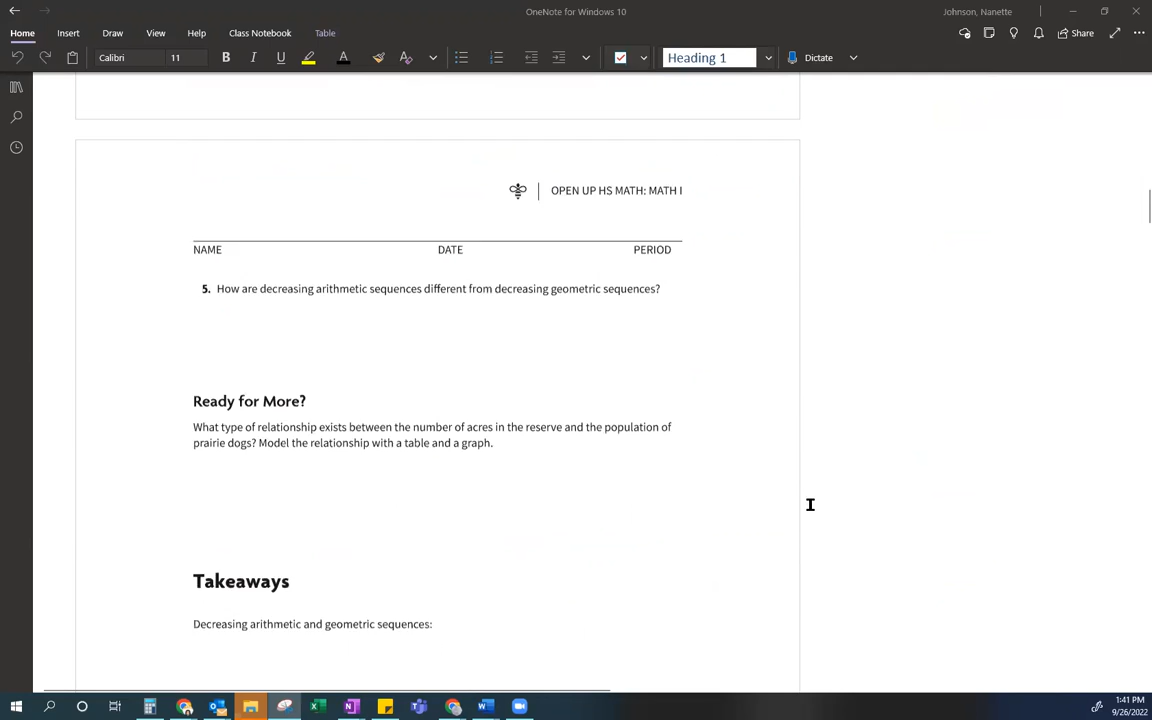 OneNote for Windows 10
Johnson, Nanette
Home Insert Draw View Help Class Notebook Table
Share
Calibri 11 B I U A Heading 1 Dictate
OPEN UP HS MATH: MATH I
NAME DATE PERIOD
5. How are decreasing arithmetic sequences different from decreasing geometric sequences?
Ready for More?
What type of relationship exists between the number of acres in the reserve and the population of
prairie dogs? Model the relationship with a table and a graph.
Takeaways
Decreasing arithmetic and geometric sequences:
1:41 PM
9/26/2022